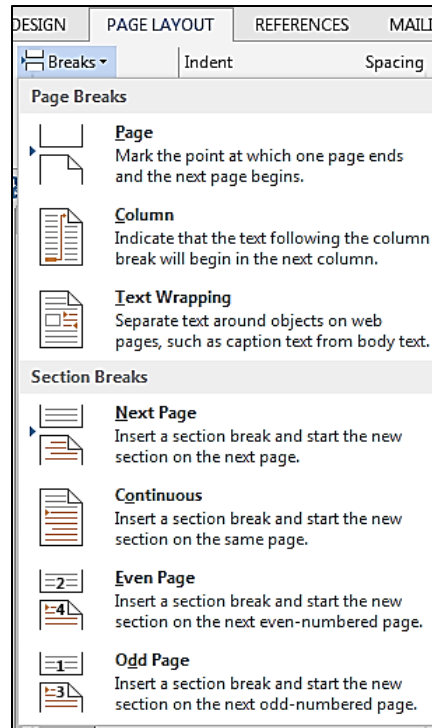 DESIGN PAGE LAYOUT REFERENCES MAILI
Breaks Indent Spacing
Page Breaks
Page
Mark the point at which one page ends
and the next page begins.
Column
Indicate that the text following the column
break will begin in the next column.
Text Wrapping
Separate text around objects on web
pages, such as caption text from body text.
Section Breaks
Next Page
Insert a section break and start the new
section on the next page.
Continuous
Insert a section break and start the new
section on the same page.
2
4
Even Page
Insert a section break and start the new
section on the next even-numbered page.
1
3
Odd Page
Insert a section break and start the new
section on the next odd-numbered page.